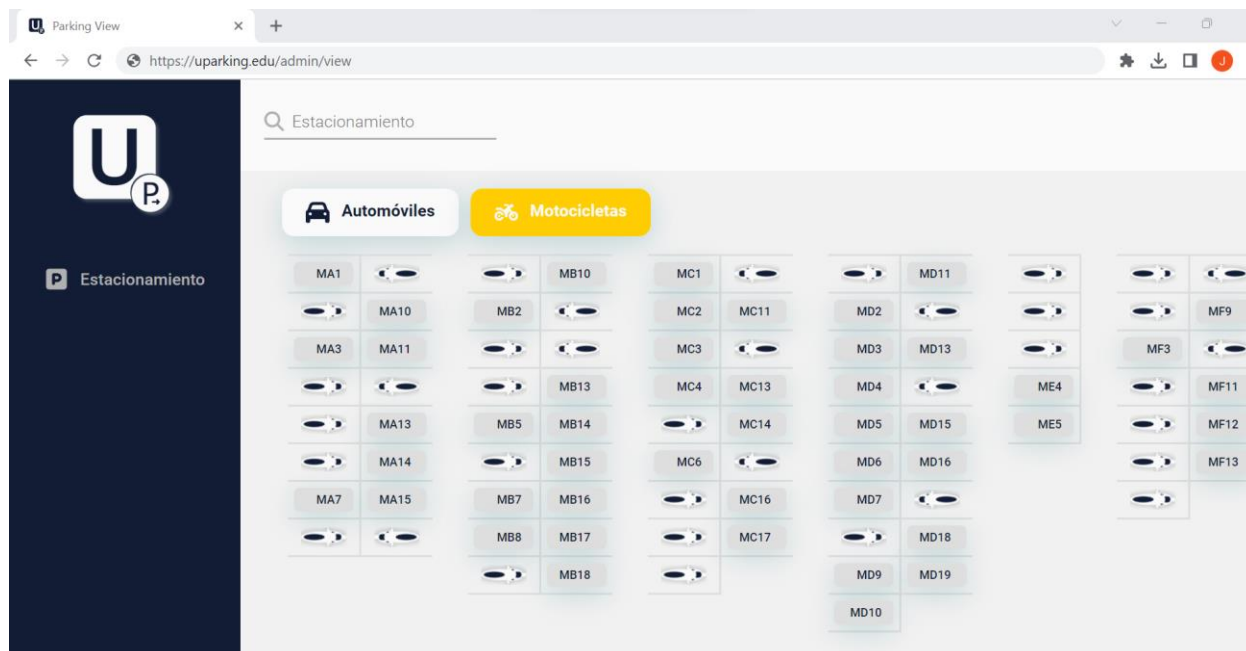 Parking View
https://uparking.edu/admin/view
J
U
P
Estacionamiento
Automóviles Motocicletas
P Estacionamiento
MA1 MB10 MC1 MD11
MA10 MB2 MC2 MC11 MD2 MF9
MA3 MA11 MC3 MD3 MD13 MF3
MB13 MC4 MC13 MD4 ME4 MF11
MA13 MB5 MB14 MC14 MD5 MD15 ME5 MF12
MA14 MB15 MC6 MD6 MD16 MF13
MA7 MA15 MB7 MB16 MC16 MD7
MB8 MB17 MC17 MD18
MB18 MD9 MD19
MD10